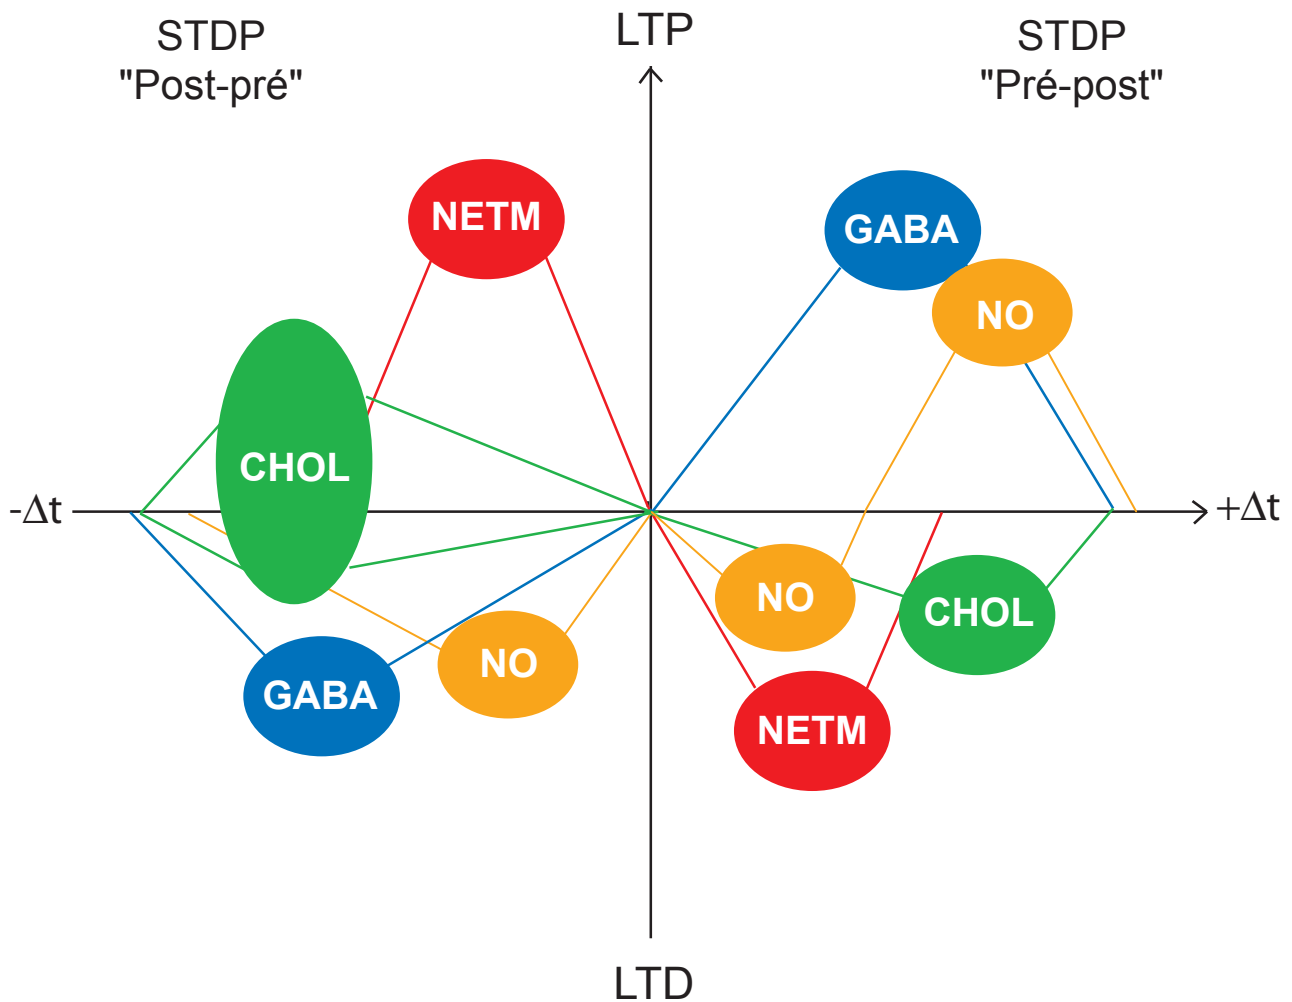 STDP
"Post-pré"
LTP
STDP
"Pré-post"
NETM
GABA
NO
CHOL
-Δt
+Δt
NO
CHOL
NO
GABA
NETM
LTD